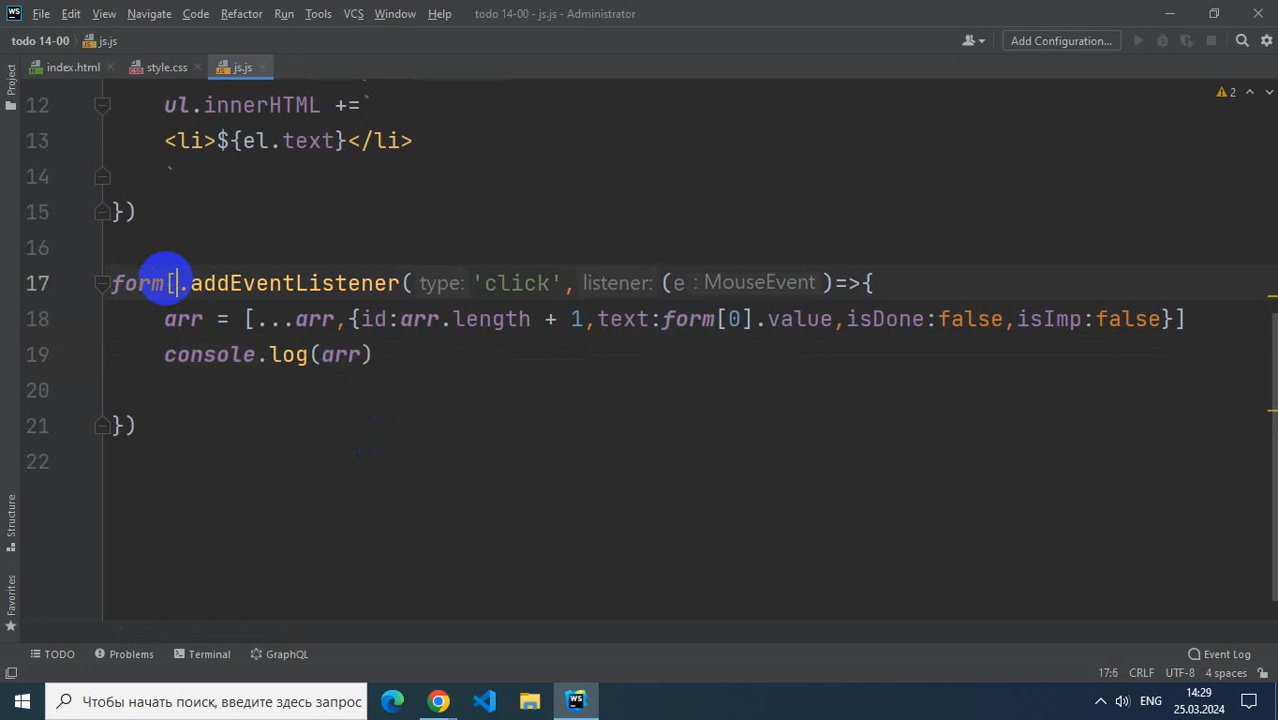 File Edit View Navigate Code Refactor Run Tools VCS Window Help todo 14-00 - js.js - Administrator
todo 14-00 js.js Add Configuration...
index.html style.css js.js
Project
2
12 ul.innerHTML +=`
13 <li>${el.text}</li>
14 `
15 })
16
17 form[.addEventListener( type: 'click', listener: (e : MouseEvent )=>{
18 arr = [...arr,{id:arr.length + 1,text:form[0].value,isDone:false,isImp:false}]
19 console.log(arr)
20
21 })
22
Structure
Favorites
TODO Problems Terminal GraphQL Event Log
17:6 CRLF UTF-8 4 spaces
Чтобы начать поиск, введите здесь запрос ENG 14:29
25.03.2024